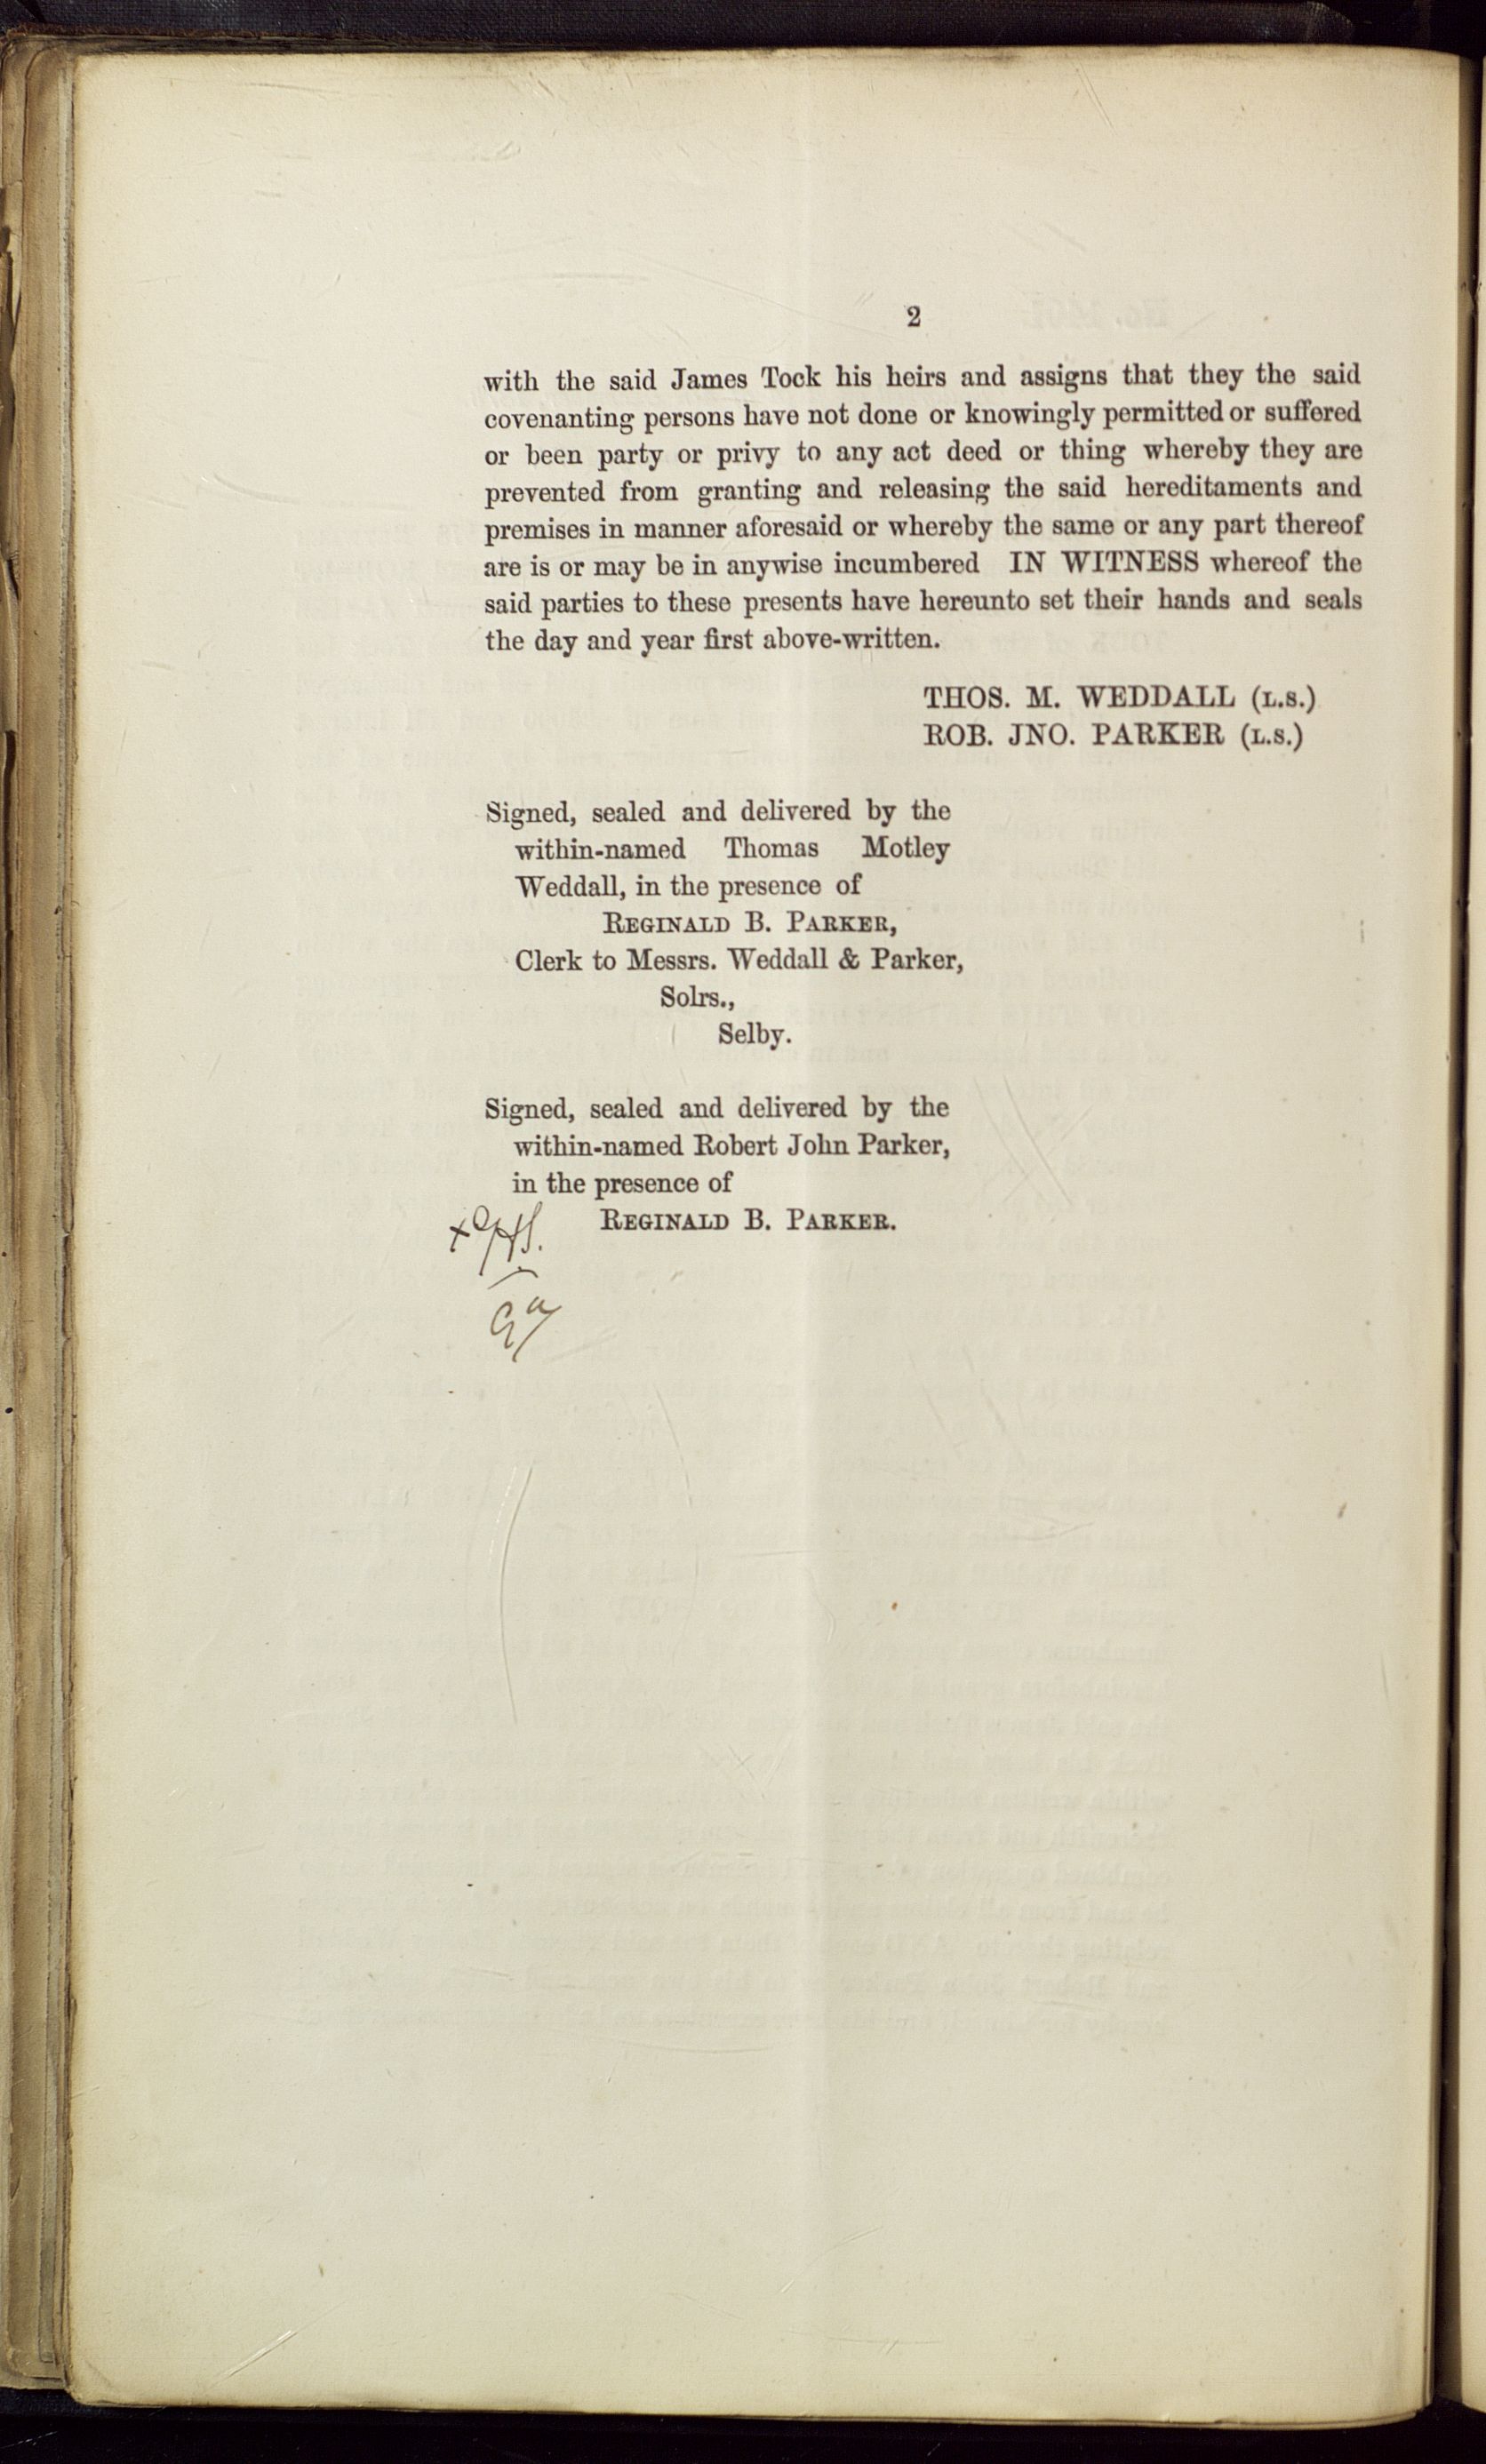 2
with the said James Tock his heirs and assigns that they the said
covenanting persons have not done or knowingly permitted or suffered
or been party or privy to any act deed or thing whereby they are
prevented from granting and releasing the said hereditaments and
premises in manner aforesaid or whereby the same or any part thereof
are is or may be in anywise incumbered IN WITNESS whereof the
said parties to these presents have hereunto set their hands and seals
the day and year first above-written.
THOS. M. WEDDALL (L.S.)
ROB. JNO. PARKER (L.S.)
Signed, sealed and delivered by the
within-named Thomas Motley
Weddall, in the presence of
REGINALD B. PARKER,
Clerk to Messrs. Weddall & Parker,
Solrs.,
Selby.
Signed, sealed and delivered by the
within-named Robert John Parker,
in the presence of
REGINALD B. PARKER.